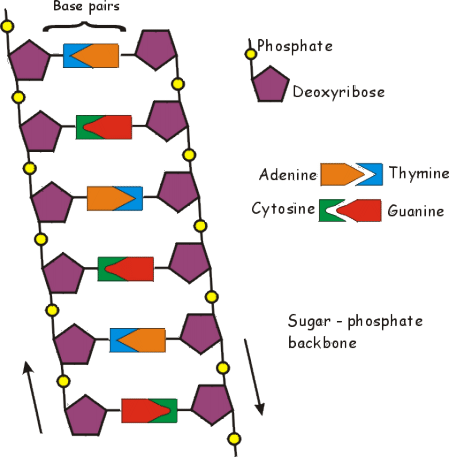 Base pairs
Phosphate
Deoxyribose
Adenine
Thymine
Cytosine
Guanine
Sugar - phosphate
backbone